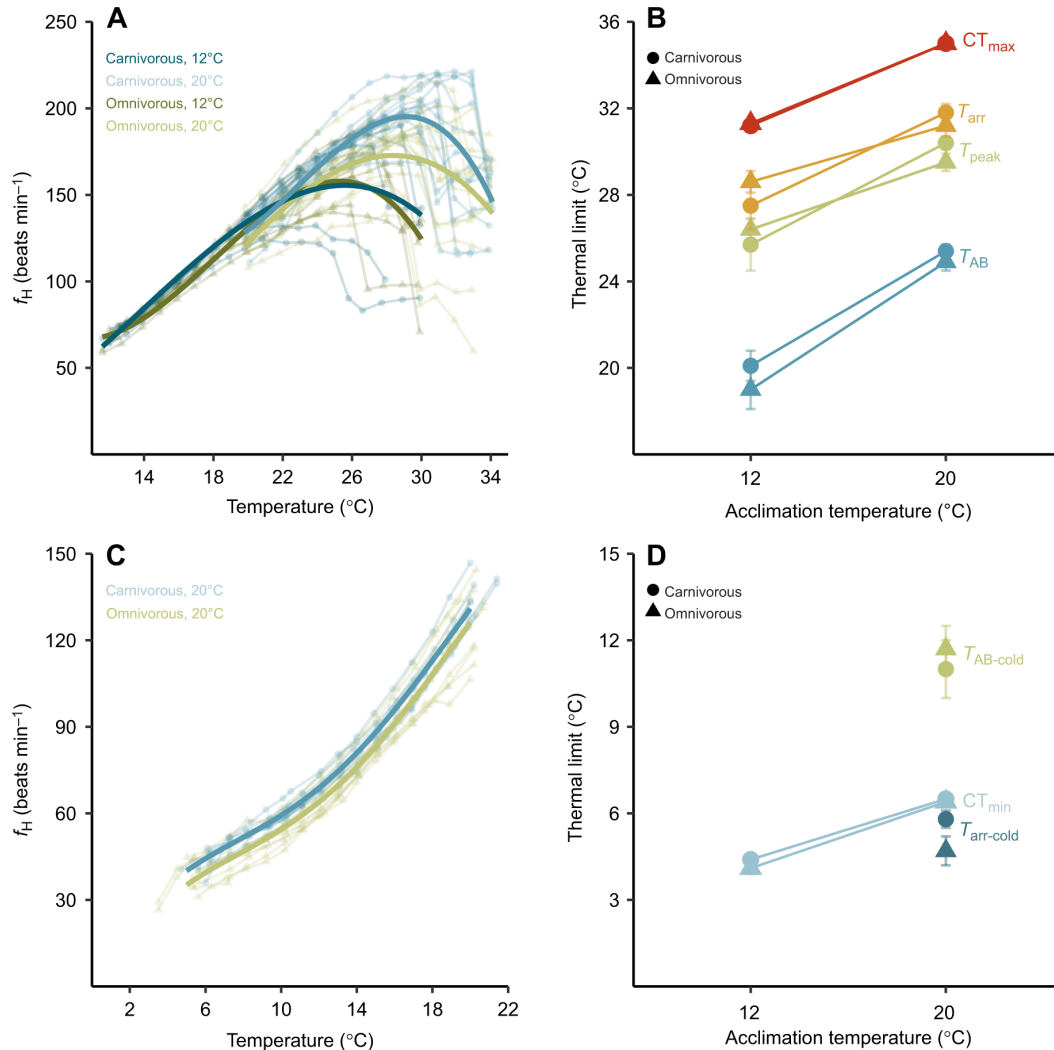 A
250
200
150
100
50
f_H (beats min⁻¹)
Carnivorous, 12°C
Carnivorous, 20°C
Omnivorous, 12°C
Omnivorous, 20°C
14
18
22
26
30
34
Temperature (°C)
B
36
32
28
24
20
Thermal limit (°C)
Carnivorous
Omnivorous
CTmax
Tarr
Tpeak
TAB
12
20
Acclimation temperature (°C)
C
150
120
90
60
30
f_H (beats min⁻¹)
Carnivorous, 20°C
Omnivorous, 20°C
2
6
10
14
18
22
Temperature (°C)
D
15
12
9
6
3
Thermal limit (°C)
Carnivorous
Omnivorous
TAB-cold
CTmin
Tarr-cold
12
20
Acclimation temperature (°C)